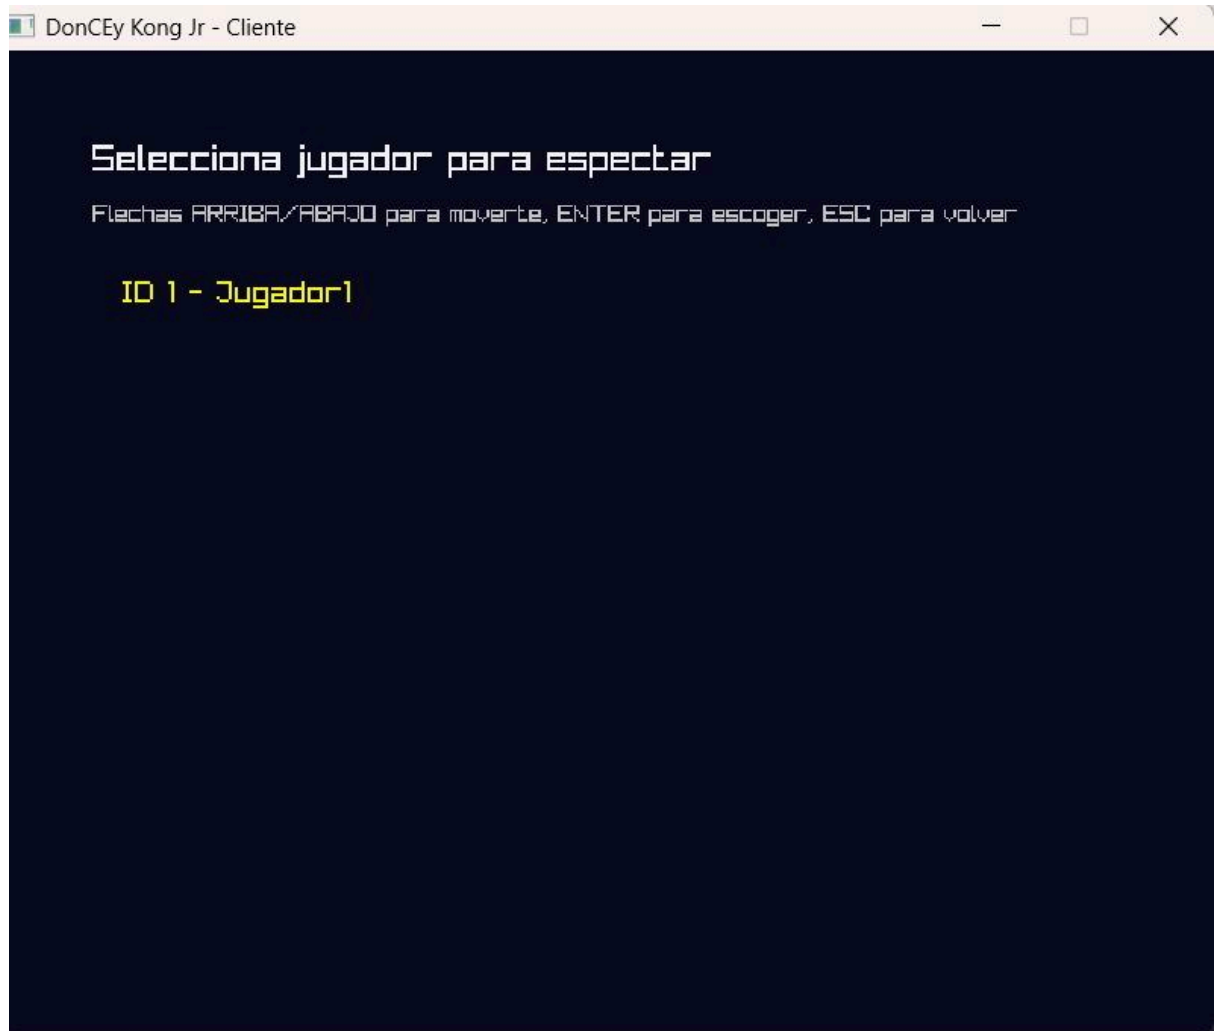 DonCEy Kong Jr - Cliente
Selecciona jugador para espectar
Flechas ARRIBA/ABAJO para moverte, ENTER para escoger, ESC para volver
ID 1 - Jugador1